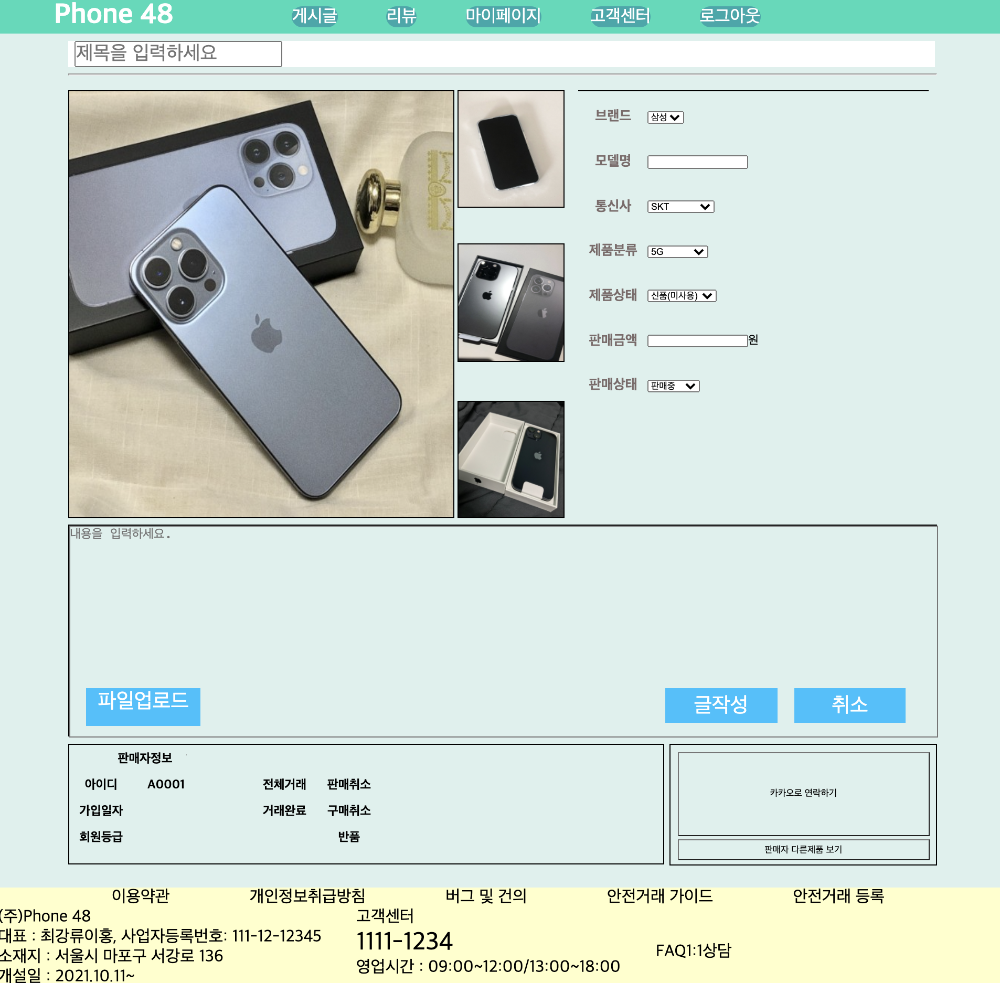 Phone 48 게시글 리뷰 마이페이지 고객센터 로그아웃
제목을 입력하세요
브랜드 삼성
모델명
통신사 SKT
제품분류 5G
제품상태 신품(미사용)
판매금액 원
판매상태 판매중
내용을 입력하세요.
파일업로드 글작성 취소
판매자정보
아이디 A0001 전체거래 판매취소
가입일자 거래완료 구매취소
회원등급 반품
카카오로 연락하기
판매자 다른제품 보기
이용약관 개인정보취급방침 버그 및 건의 안전거래 가이드 안전거래 등록
(주)Phone 48
대표 : 최강류이홍, 사업자등록번호: 111-12-12345
소재지 : 서울시 마포구 서강로 136
개설일 : 2021.10.11~
고객센터
1111-1234
영업시간 : 09:00~12:00/13:00~18:00
FAQ1:1상담